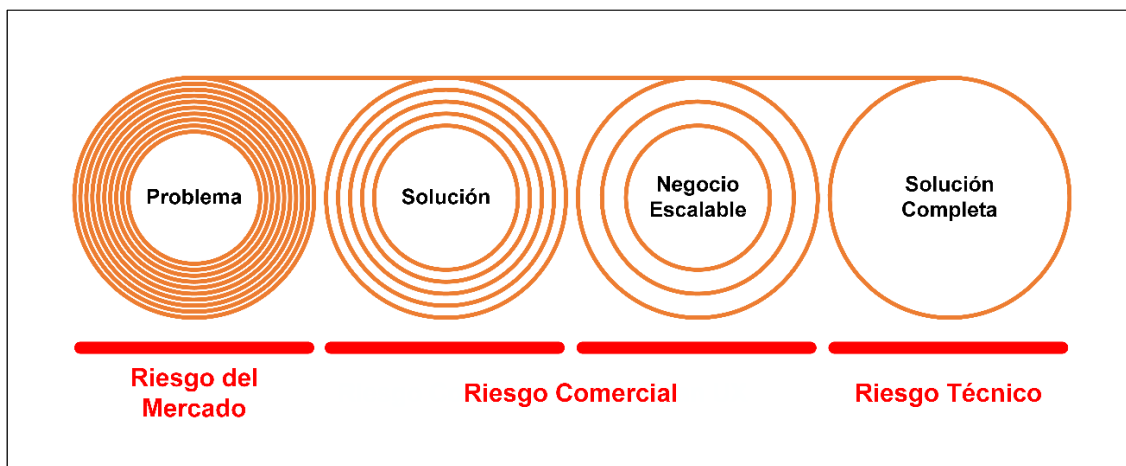 Problema
Solución
Negocio
Escalable
Solución
Completa
Riesgo del
Mercado
Riesgo Comercial
Riesgo Técnico